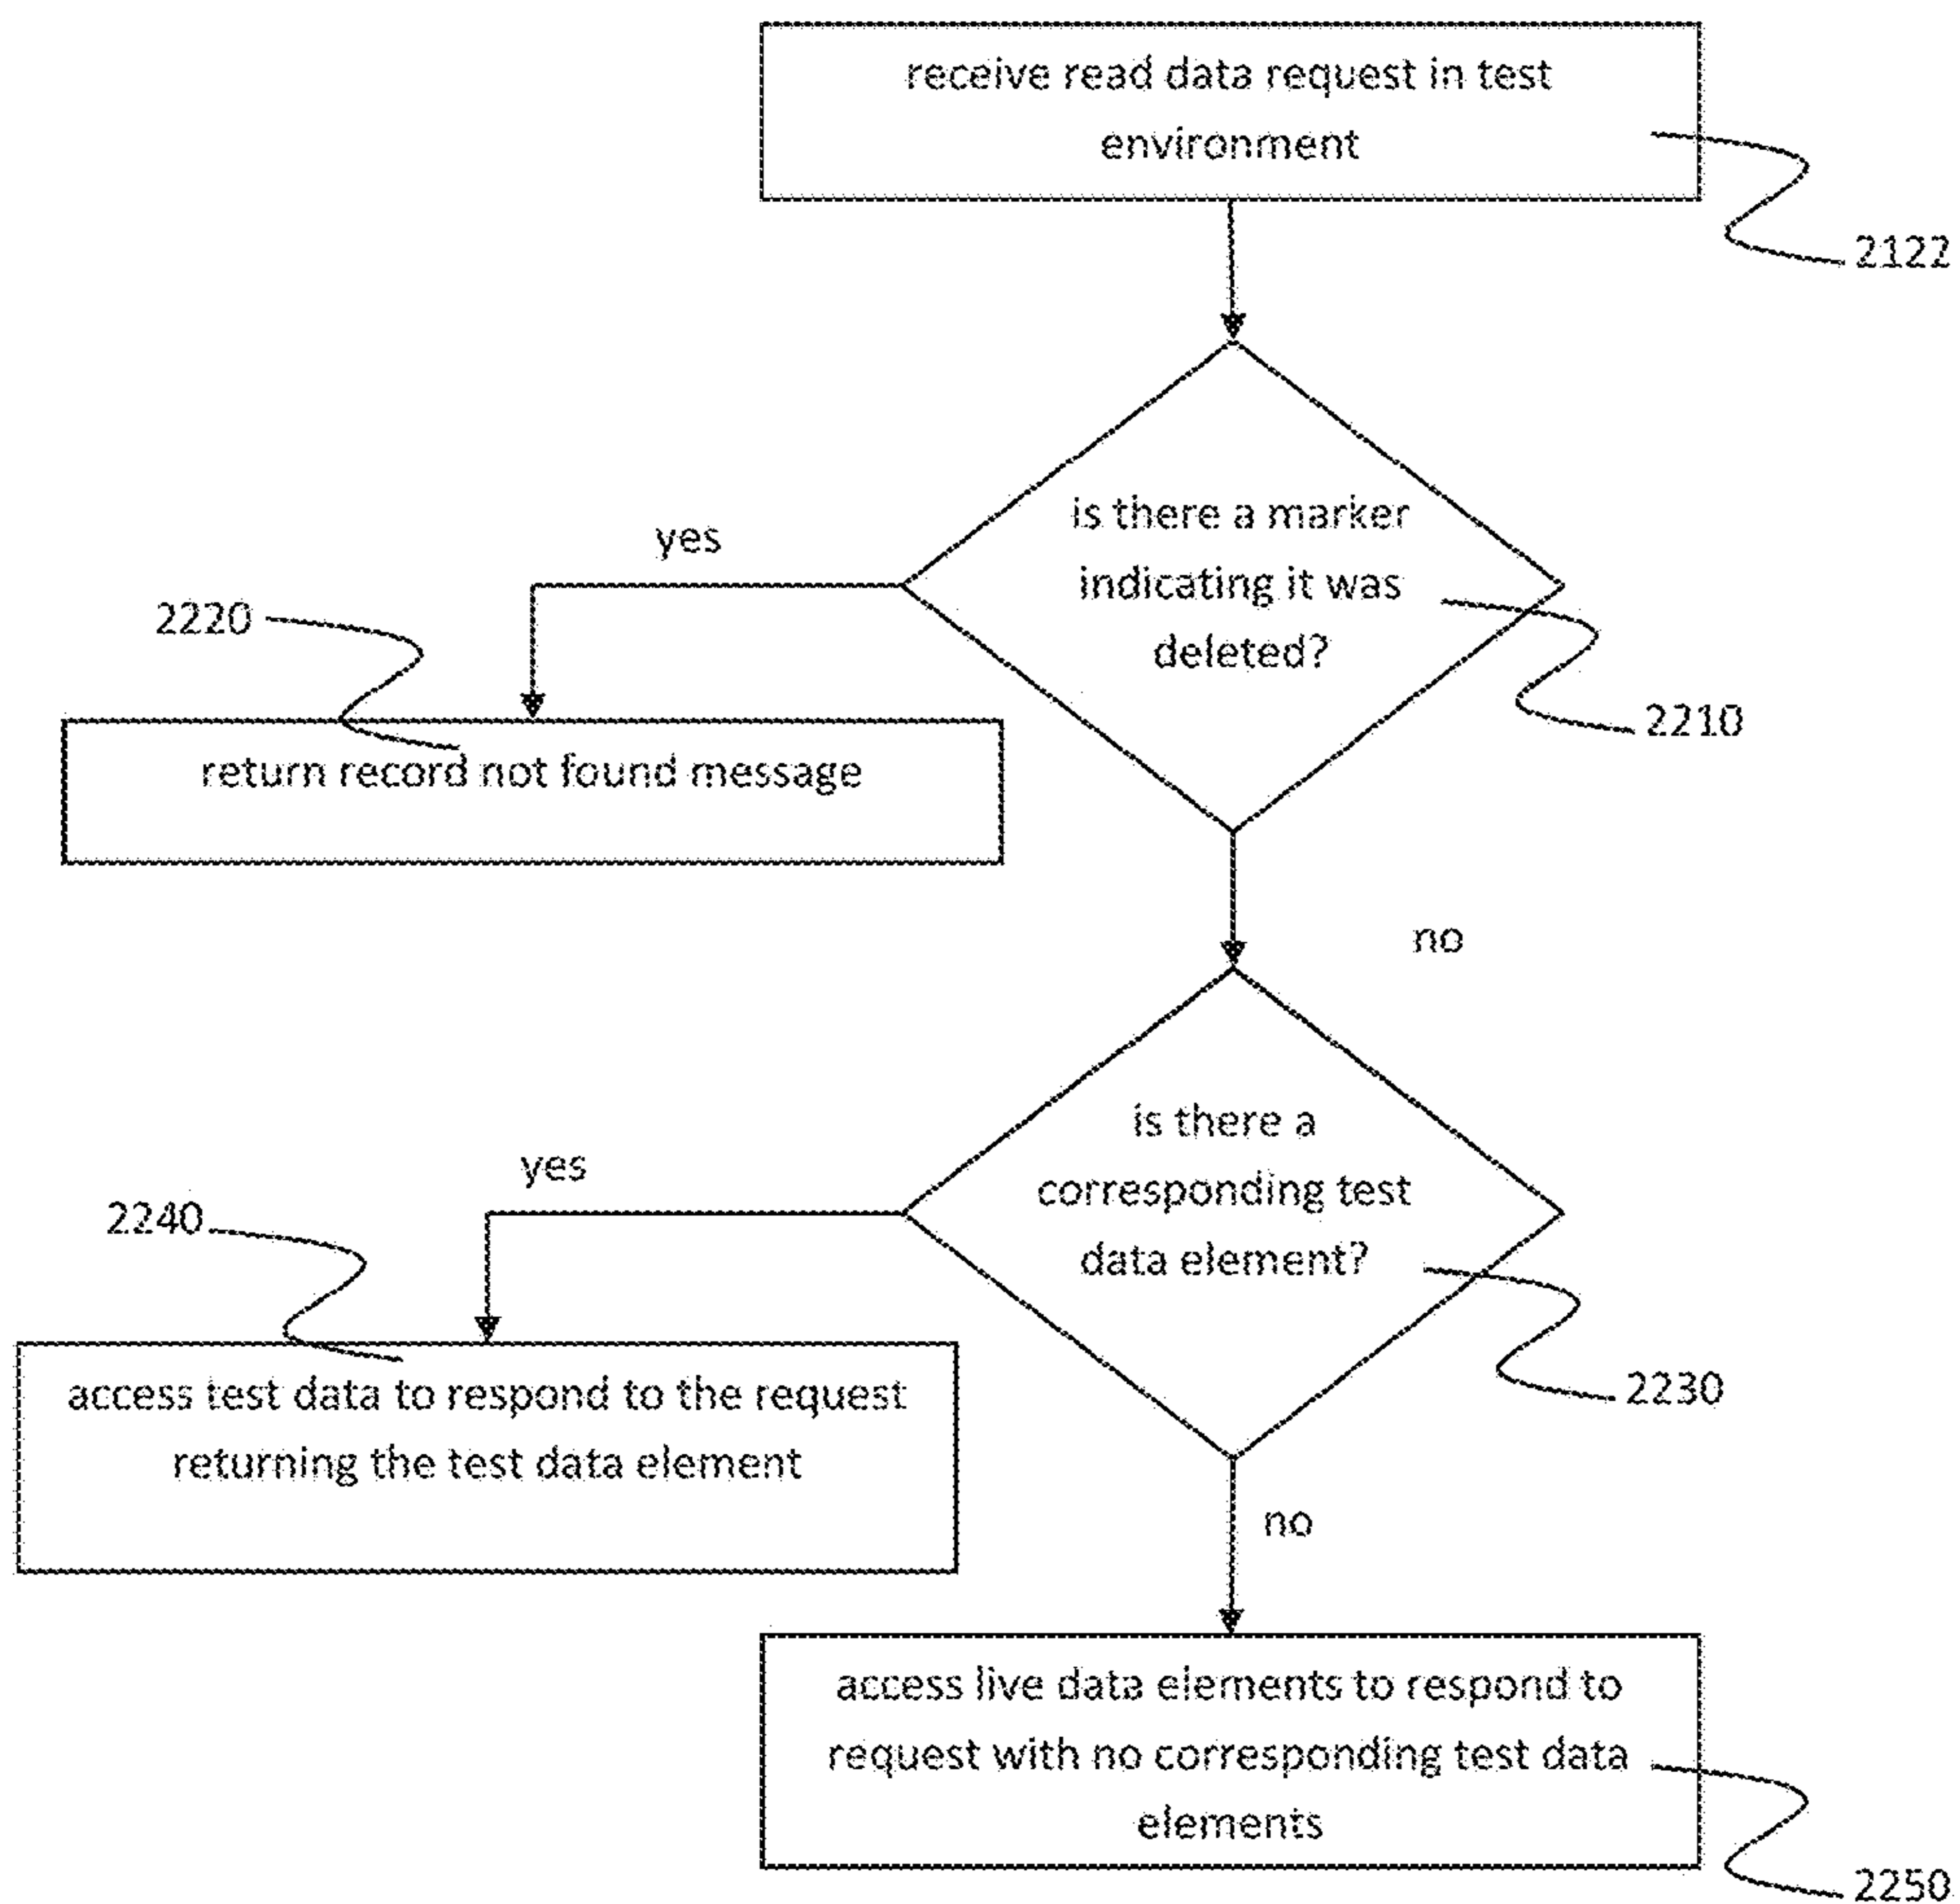 receive read data request in test
environment
2122
is there a marker
indicating it was
deleted?
2210
yes
2220
return record not found message
no
is there a
corresponding test
data element?
2230
yes
2240
access test data to respond to the request
returning the test data element
no
access live data elements to respond to
request with no corresponding test data
elements
2250